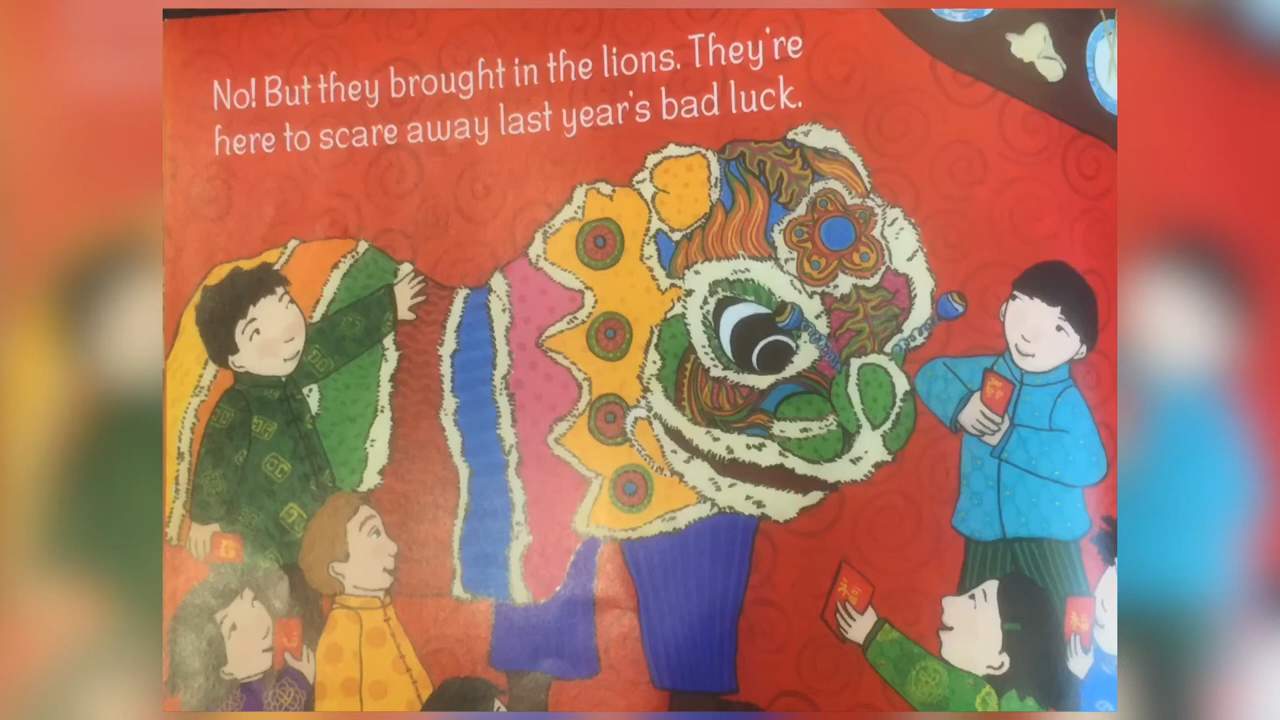 No! But they brought in the lions. They're
here to scare away last year's bad luck.